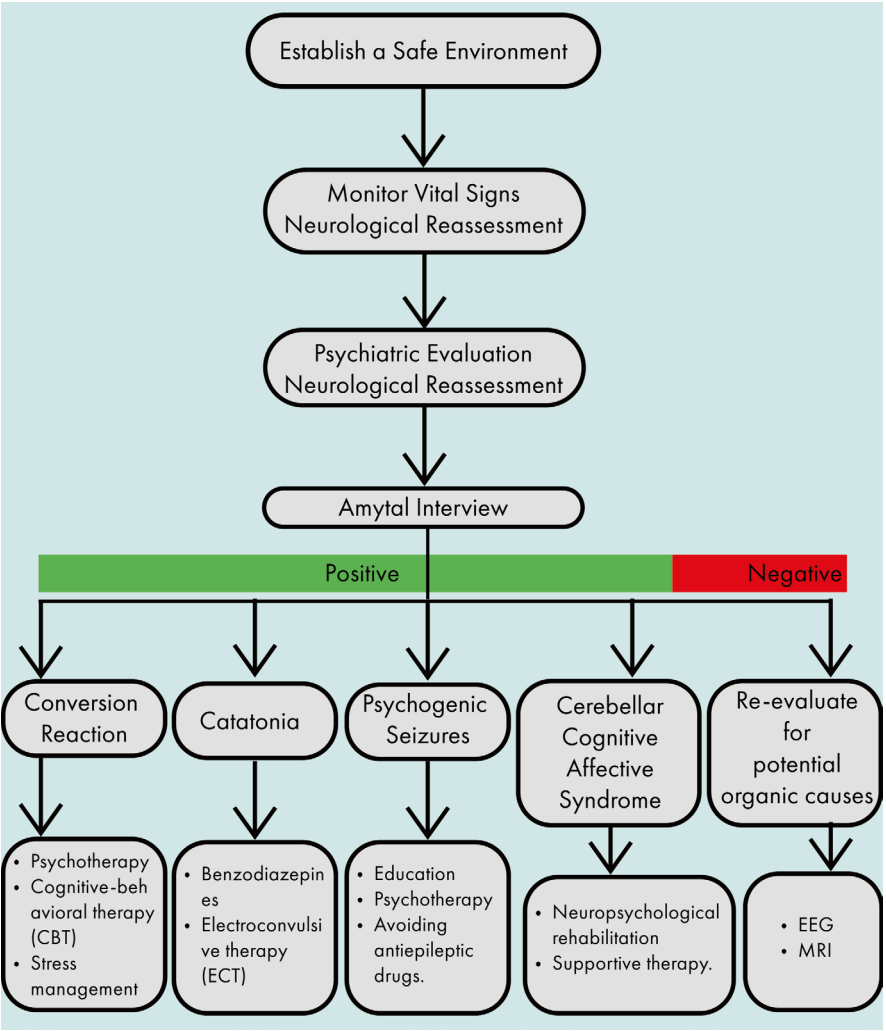 Establish a Safe Environment
Monitor Vital Signs
Neurological Reassessment
Psychiatric Evaluation
Neurological Reassessment
Amytal Interview
Positive
Negative
Conversion
Reaction
Catatonia
Psychogenic
Seizures
Cerebellar
Cognitive
Affective
Syndrome
Re-evaluate
for
potential
organic causes
• Psychotherapy
• Cognitive-beh
avioral therapy
(CBT)
• Stress
management
• Benzodiazepin
es
• Electroconvulsi
ve therapy
(ECT)
• Education
• Psychotherapy
• Avoiding
antiepileptic
drugs.
• Neuropsychological
rehabilitation
• Supportive therapy.
• EEG
• MRI